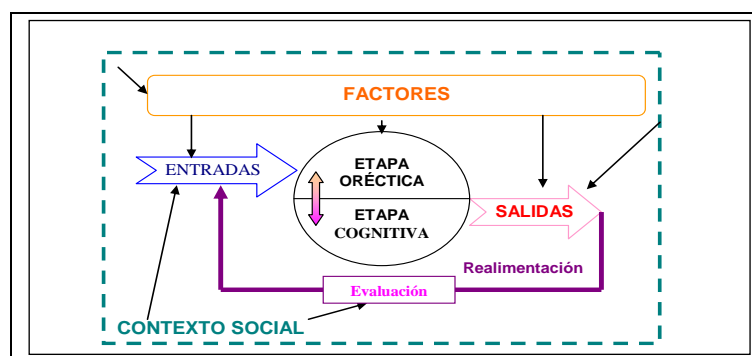 FACTORES
ENTRADAS
ETAPA
ORÉCTICA
ETAPA
COGNITIVA
SALIDAS
Realimentación
Evaluación
CONTEXTO SOCIAL